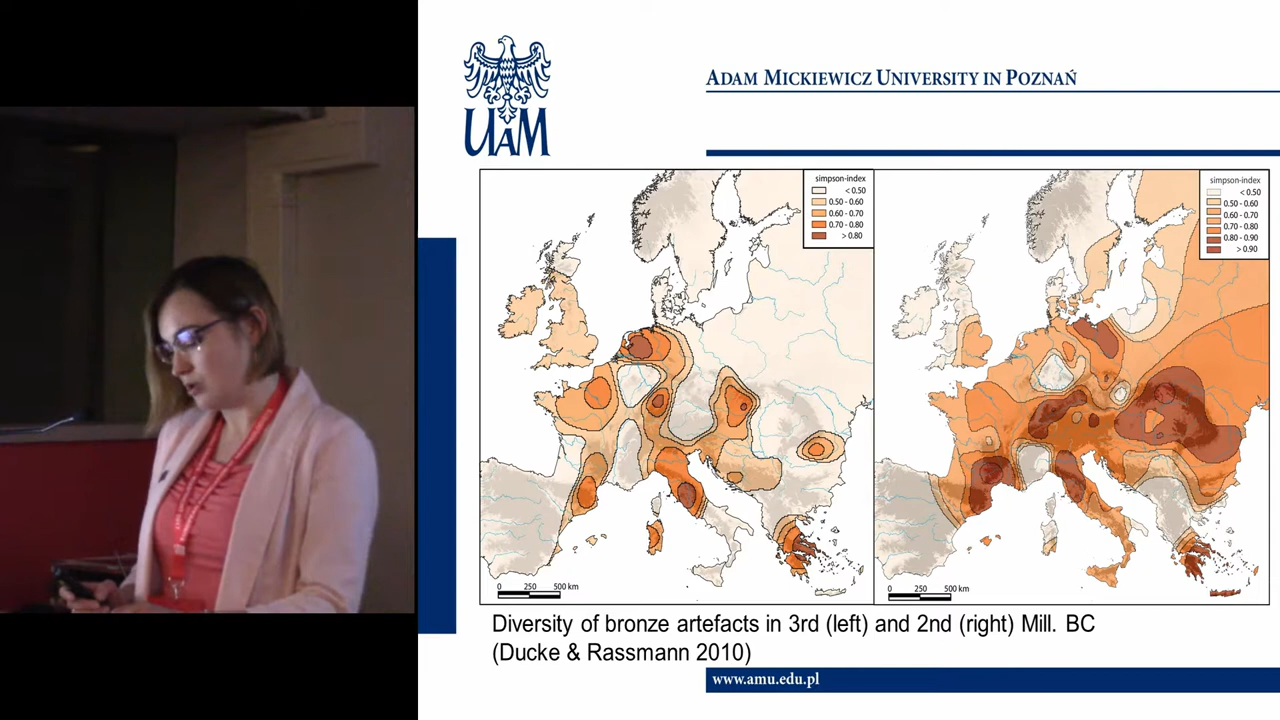 UAM
ADAM MICKIEWICZ UNIVERSITY IN POZNAŃ
simpson-index
< 0.50
0.50 - 0.60
0.60 - 0.70
0.70 - 0.80
> 0.80
0 250 500 km
simpson-index
< 0.50
0.50 - 0.60
0.60 - 0.70
0.70 - 0.80
0.80 - 0.90
> 0.90
0 250 500 km
Diversity of bronze artefacts in 3rd (left) and 2nd (right) Mill. BC
(Ducke & Rassmann 2010)
www.amu.edu.pl